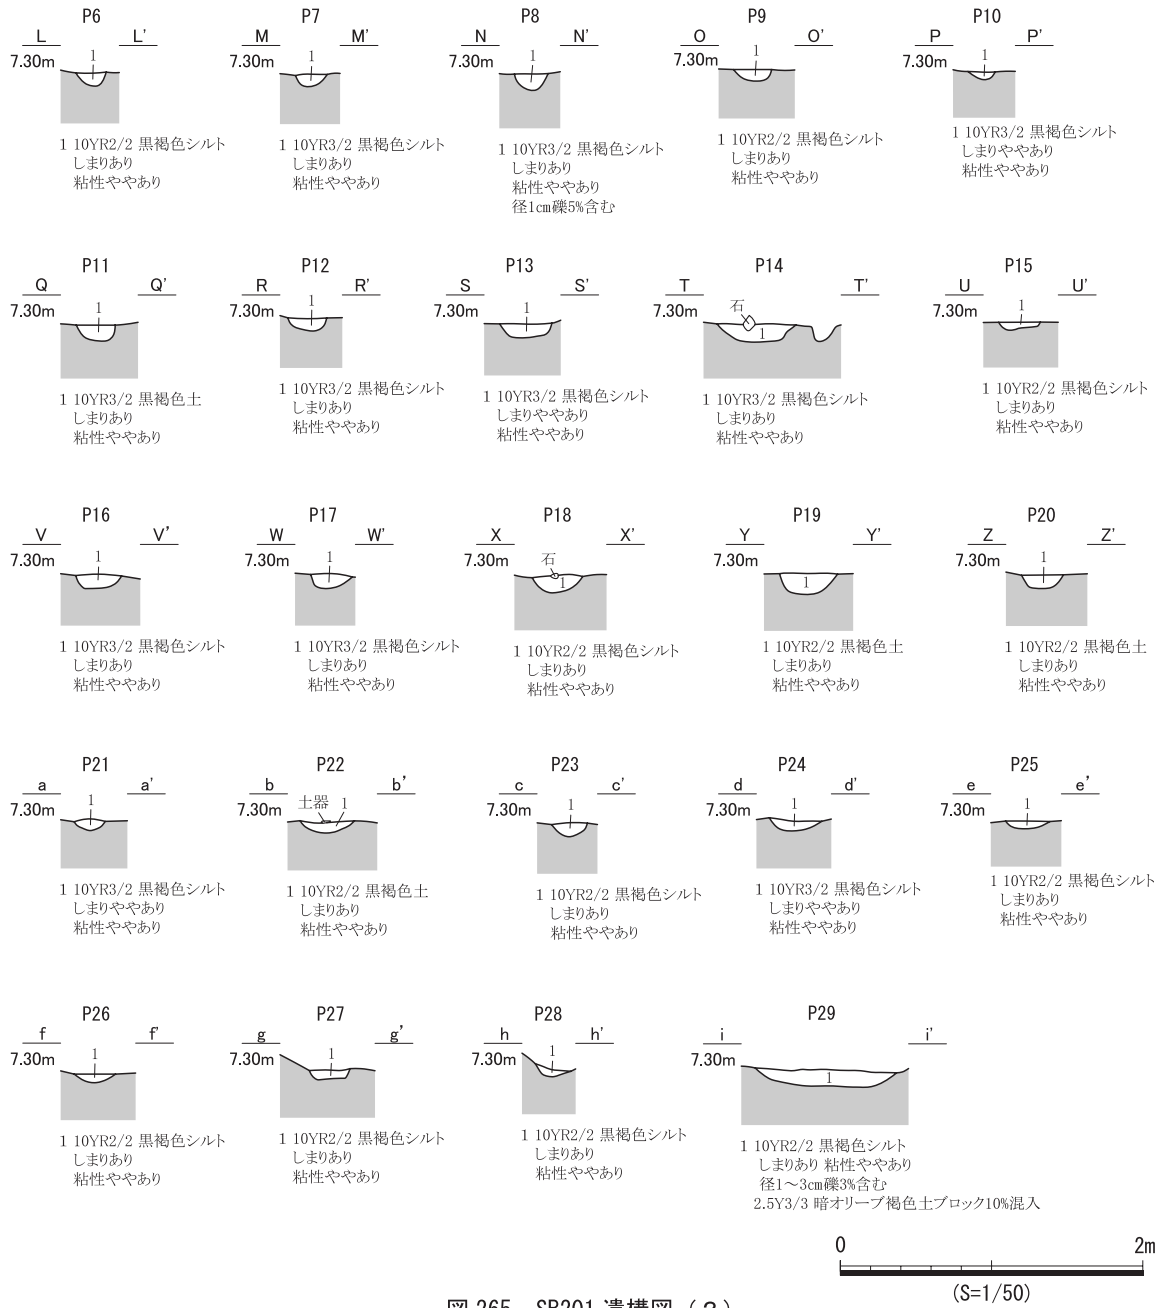 P6
L L'
7.30m
1
1 10YR2/2 黒褐色シルト
しまりあり
粘性ややあり
P7
M M'
7.30m
1
1 10YR3/2 黒褐色シルト
しまりあり
粘性ややあり
P8
N N'
7.30m
1
1 10YR3/2 黒褐色シルト
しまりあり
粘性ややあり
径1cm礫5%含む
P9
O O'
7.30m
1
1 10YR2/2 黒褐色シルト
しまりあり
粘性ややあり
P10
P P'
7.30m
1
1 10YR3/2 黒褐色シルト
しまりややあり
粘性ややあり
P11
Q Q'
7.30m
1
1 10YR3/2 黒褐色土
しまりあり
粘性ややあり
P12
R R'
7.30m
1
1 10YR3/2 黒褐色シルト
しまりあり
粘性ややあり
P13
S S'
7.30m
1
1 10YR3/2 黒褐色シルト
しまりややあり
粘性ややあり
P14
T T'
7.30m
石
1
1 10YR3/2 黒褐色シルト
しまりあり
粘性ややあり
P15
U U'
7.30m
1
1 10YR2/2 黒褐色シルト
しまりあり
粘性ややあり
P16
V V'
7.30m
1
1 10YR3/2 黒褐色シルト
しまりあり
粘性ややあり
P17
W W'
7.30m
1
1 10YR3/2 黒褐色シルト
しまりあり
粘性ややあり
P18
X X'
7.30m
石
1
1 10YR2/2 黒褐色シルト
しまりあり
粘性ややあり
P19
Y Y'
7.30m
1
1 10YR2/2 黒褐色土
しまりあり
粘性ややあり
P20
Z Z'
7.30m
1
1 10YR2/2 黒褐色土
しまりあり
粘性ややあり
P21
a a'
7.30m
1
1 10YR3/2 黒褐色シルト
しまりややあり
粘性ややあり
P22
b b'
7.30m
土器 1
1 10YR2/2 黒褐色土
しまりあり
粘性ややあり
P23
c c'
7.30m
1
1 10YR2/2 黒褐色シルト
しまりあり
粘性ややあり
P24
d d'
7.30m
1
1 10YR3/2 黒褐色シルト
しまりややあり
粘性ややあり
P25
e e'
7.30m
1
1 10YR2/2 黒褐色シルト
しまりあり
粘性ややあり
P26
f f'
7.30m
1
1 10YR2/2 黒褐色シルト
しまりあり
粘性ややあり
P27
g g'
7.30m
1
1 10YR2/2 黒褐色シルト
しまりあり
粘性ややあり
P28
h h'
7.30m
1
1 10YR2/2 黒褐色シルト
しまりあり
粘性ややあり
P29
i i'
7.30m
1
1 10YR2/2 黒褐色シルト
しまりあり 粘性ややあり
径1～3cm礫3%含む
2.5Y3/3 暗オリーブ褐色土ブロック10%混入
0 2m
(S=1/50)
図 265 SB201 遺構図 (2)